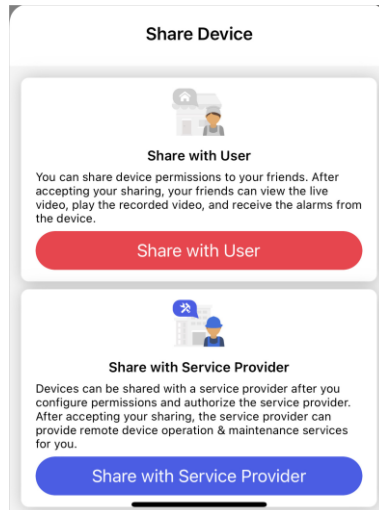 Share Device
Share with User
You can share device permissions to your friends. After
accepting your sharing, your friends can view the live
video, play the recorded video, and receive the alarms from
the device.
Share with User
Share with Service Provider
Devices can be shared with a service provider after you
configure permissions and authorize the service provider.
After accepting your sharing, the service provider can
provide remote device operation & maintenance services
for you.
Share with Service Provider